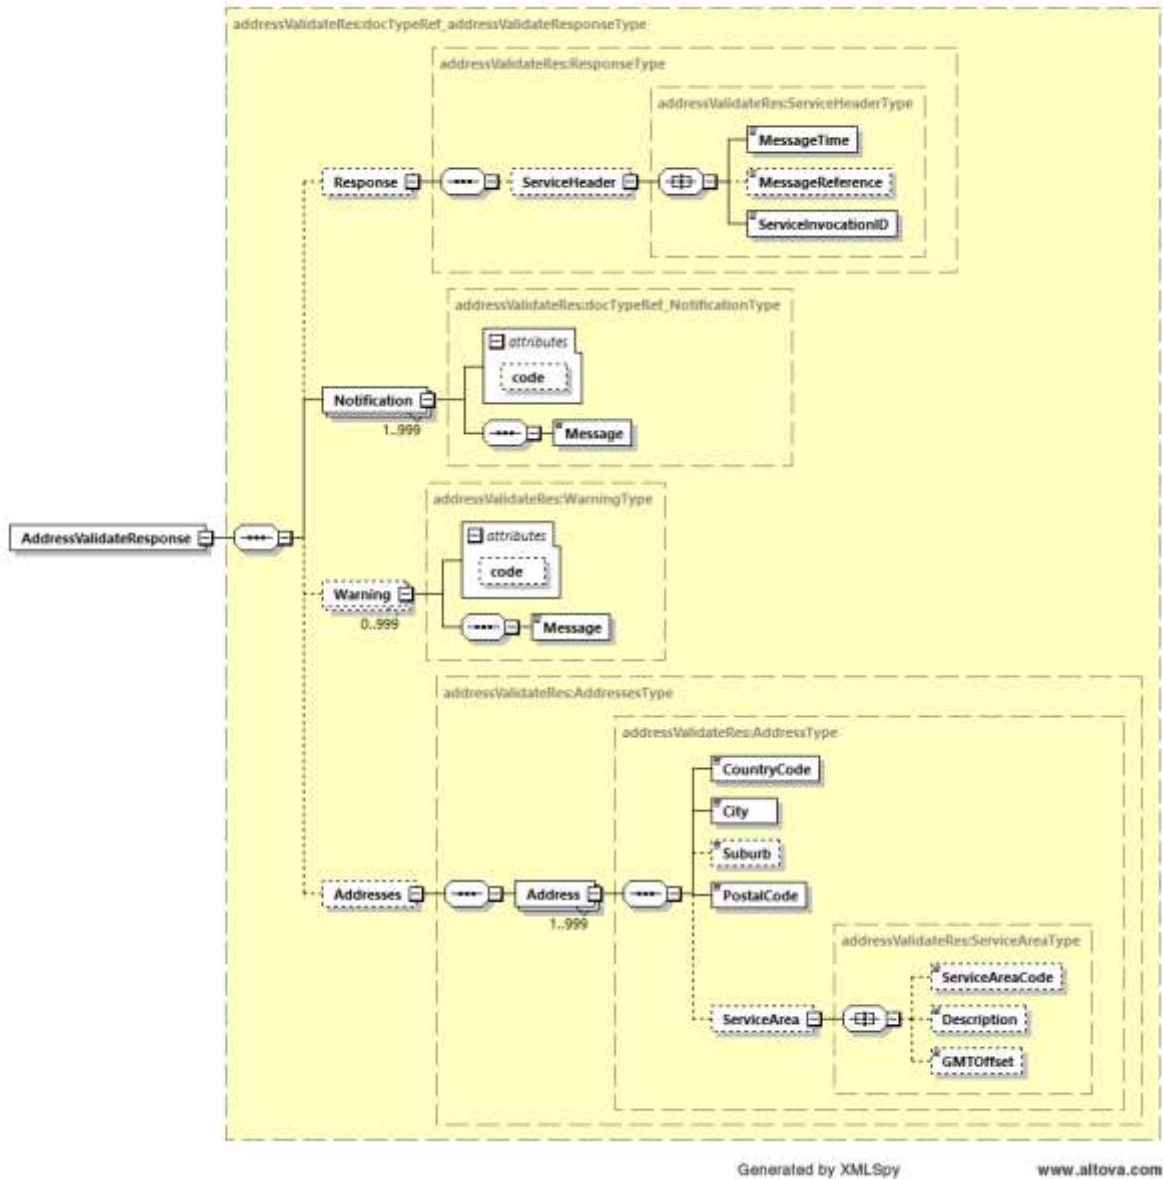 addressValidateRes:docTypeRef_addressValidateResponseType
addressValidateRes:ResponseType
addressValidateRes:ServiceHeaderType
MessageTime
Response
ServiceHeader
MessageReference
ServiceInvocationID
addressValidateRes:docTypeRef_NotificationType
attributes
code
Notification
1..999
Message
addressValidateRes:WarningType
attributes
code
AddressValidateResponse
Warning
0..999
Message
addressValidateRes:AddressesType
addressValidateRes:AddressType
CountryCode
City
Suburb
Addresses
Address
1..999
PostalCode
addressValidateRes:ServiceAreaType
ServiceAreaCode
ServiceArea
Description
GMTOffset
Generated by XMLSpy
www.altova.com